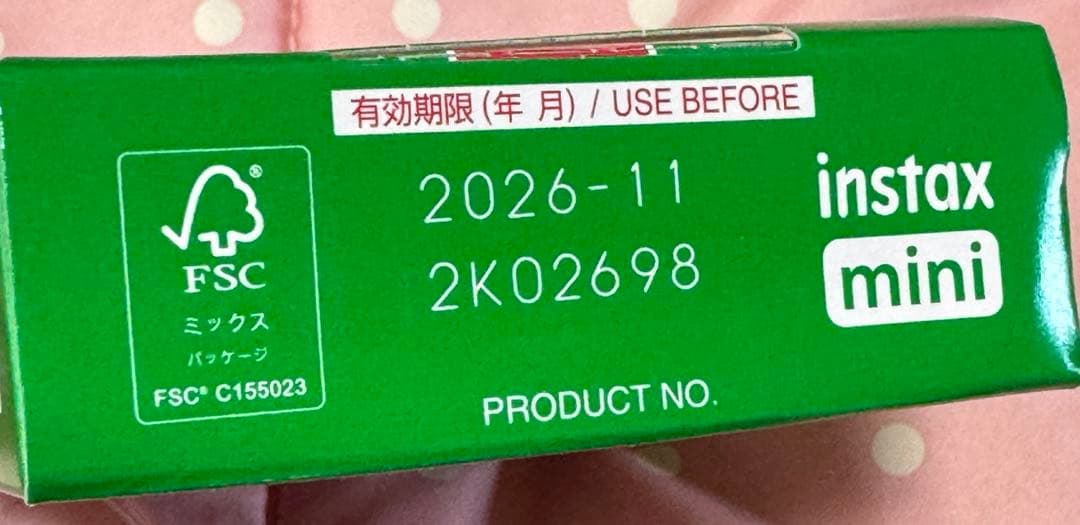 有効期限(年 月) / USE BEFORE
2026-11
2K02698
PRODUCT NO.
FSC
ミックス
パッケージ
FSC® C155023
instax
mini